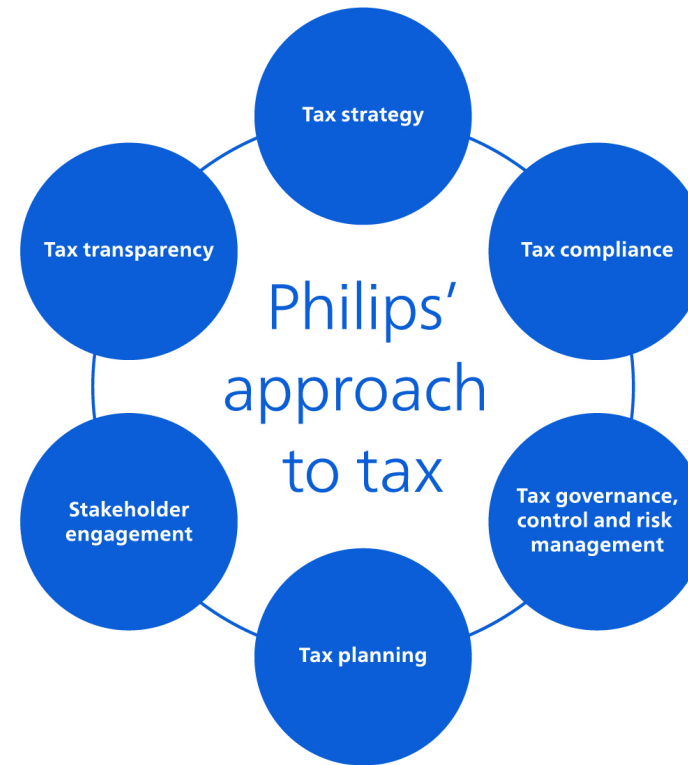 Tax strategy
Tax transparency
Tax compliance
Philips’
approach
to tax
Stakeholder
engagement
Tax governance,
control and risk
management
Tax planning